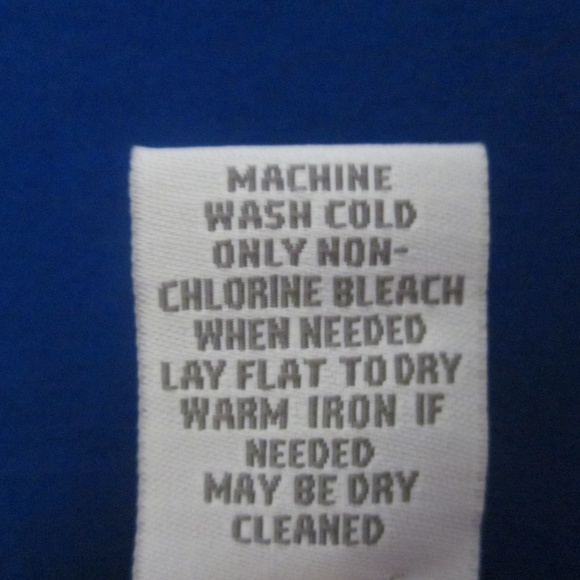 MACHINE
WASH COLD
ONLY NON-
CHLORINE BLEACH
WHEN NEEDED
LAY FLAT TO DRY
WARM IRON IF
NEEDED
MAY BE DRY
CLEANED